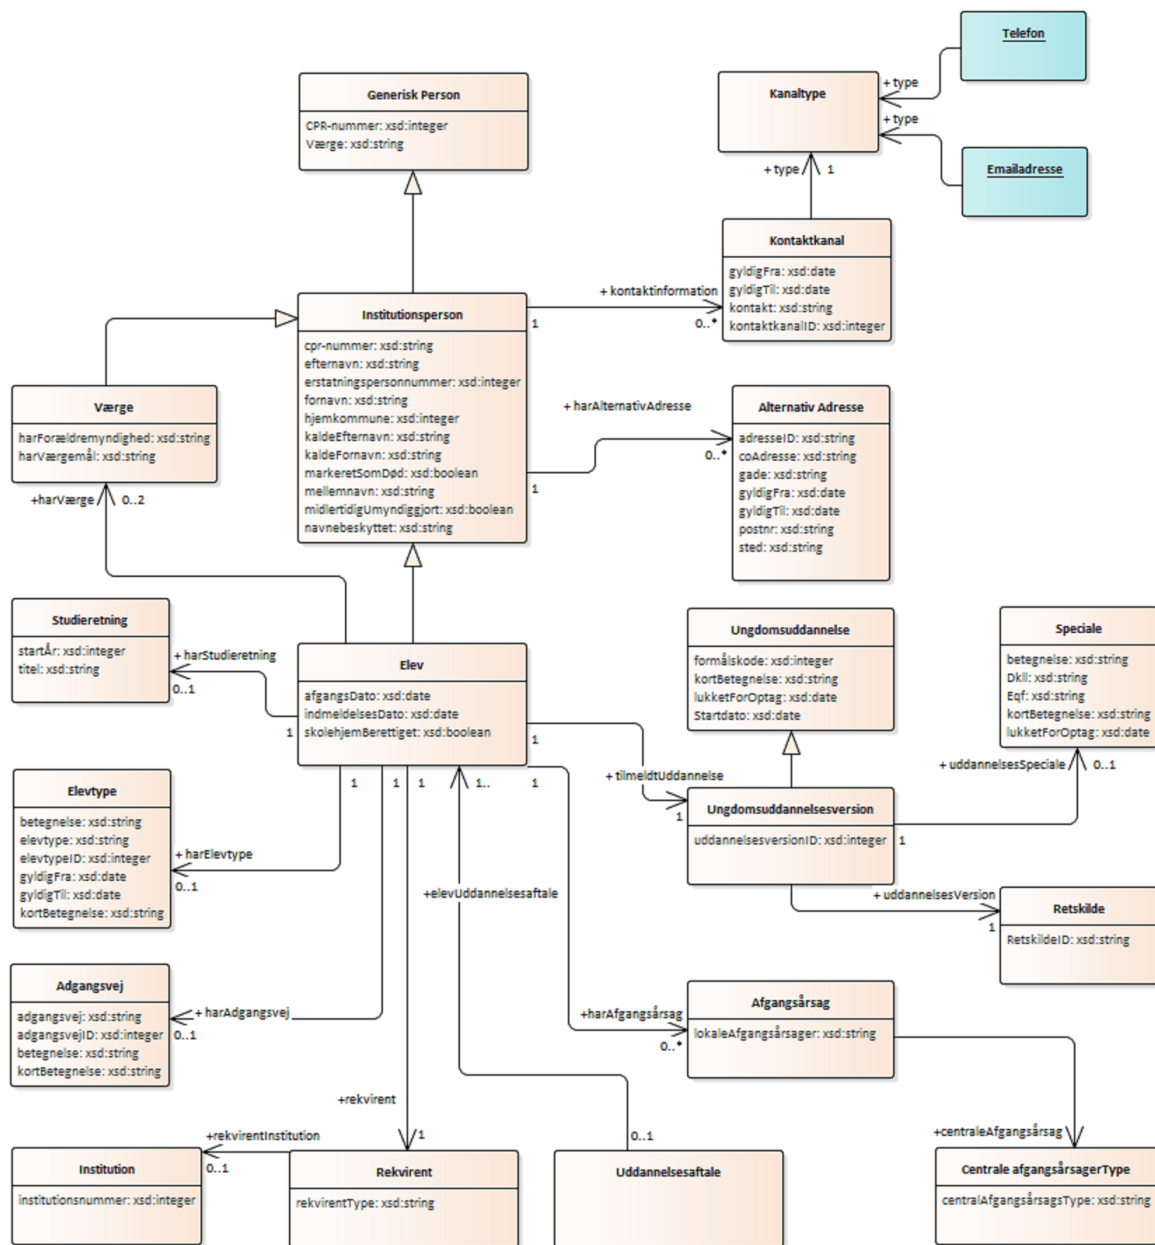 Telefon
+ type
Kanaltype
+ type
Emailadresse
+ type
1
Generisk Person
CPR-nummer: xsd:integer
Værge: xsd:string
Kontaktkanal
gyldigFra: xsd:date
gyldigTil: xsd:date
kontakt: xsd:string
kontaktkanalID: xsd:integer
+ kontaktinformation
1
0..*
Institutionsperson
cpr-nummer: xsd:string
efternavn: xsd:string
erstatningspersonnummer: xsd:integer
fornavn: xsd:string
hjemkommune: xsd:integer
kaldeEfternavn: xsd:string
kaldeFornavn: xsd:string
markeretSomDød: xsd:boolean
mellemnavn: xsd:string
midlertidigUmyndiggjort: xsd:boolean
navnebeskyttet: xsd:string
+ harAlternativAdresse
1
0..*
Alternativ Adresse
adresseID: xsd:string
coAdresse: xsd:string
gade: xsd:string
gyldigFra: xsd:date
gyldigTil: xsd:date
postnr: xsd:string
sted: xsd:string
Værge
harForældremyndighed: xsd:string
harVærgemål: xsd:string
+harVærge
0..2
Studieretning
startÅr: xsd:integer
titel: xsd:string
+ harStudieretning
0..1
1
Elev
afgangsDato: xsd:date
indmeldelsesDato: xsd:date
skolehjemBerettiget: xsd:boolean
1
+ tilmeldtUddannelse
1
Ungdomsuddannelse
formålskode: xsd:integer
kortBetegnelse: xsd:string
lukketForOptag: xsd:date
Startdato: xsd:date
Speciale
betegnelse: xsd:string
Dkll: xsd:string
Eqf: xsd:string
kortBetegnelse: xsd:string
lukketForOptag: xsd:date
+ uddannelsesSpeciale
0..1
Ungdomsuddannelsesversion
uddannelsesversionID: xsd:integer
1
+ uddannelsesVersion
1
Retskilde
RetskildeID: xsd:string
Elevtype
betegnelse: xsd:string
elevtype: xsd:string
elevtypeID: xsd:integer
gyldigFra: xsd:date
gyldigTil: xsd:date
kortBetegnelse: xsd:string
1
1
1
1..
1
+ harElevtype
0..1
+elevUddannelsesaftale
Adgangsvej
adgangsvej: xsd:string
adgangsvejID: xsd:integer
betegnelse: xsd:string
kortBetegnelse: xsd:string
+ harAdgangsvej
0..1
+harAfgangsårsag
0..*
Afgangsårsag
lokaleAfgangsårsager: xsd:string
+rekvirent
1
+rekvirentInstitution
0..1
0..1
+centraleAfgangsårsag
Institution
institutionsnummer: xsd:integer
Rekvirent
rekvirentType: xsd:string
Uddannelsesaftale
Centrale afgangsårsagerType
centralAfgangsårsagsType: xsd:string